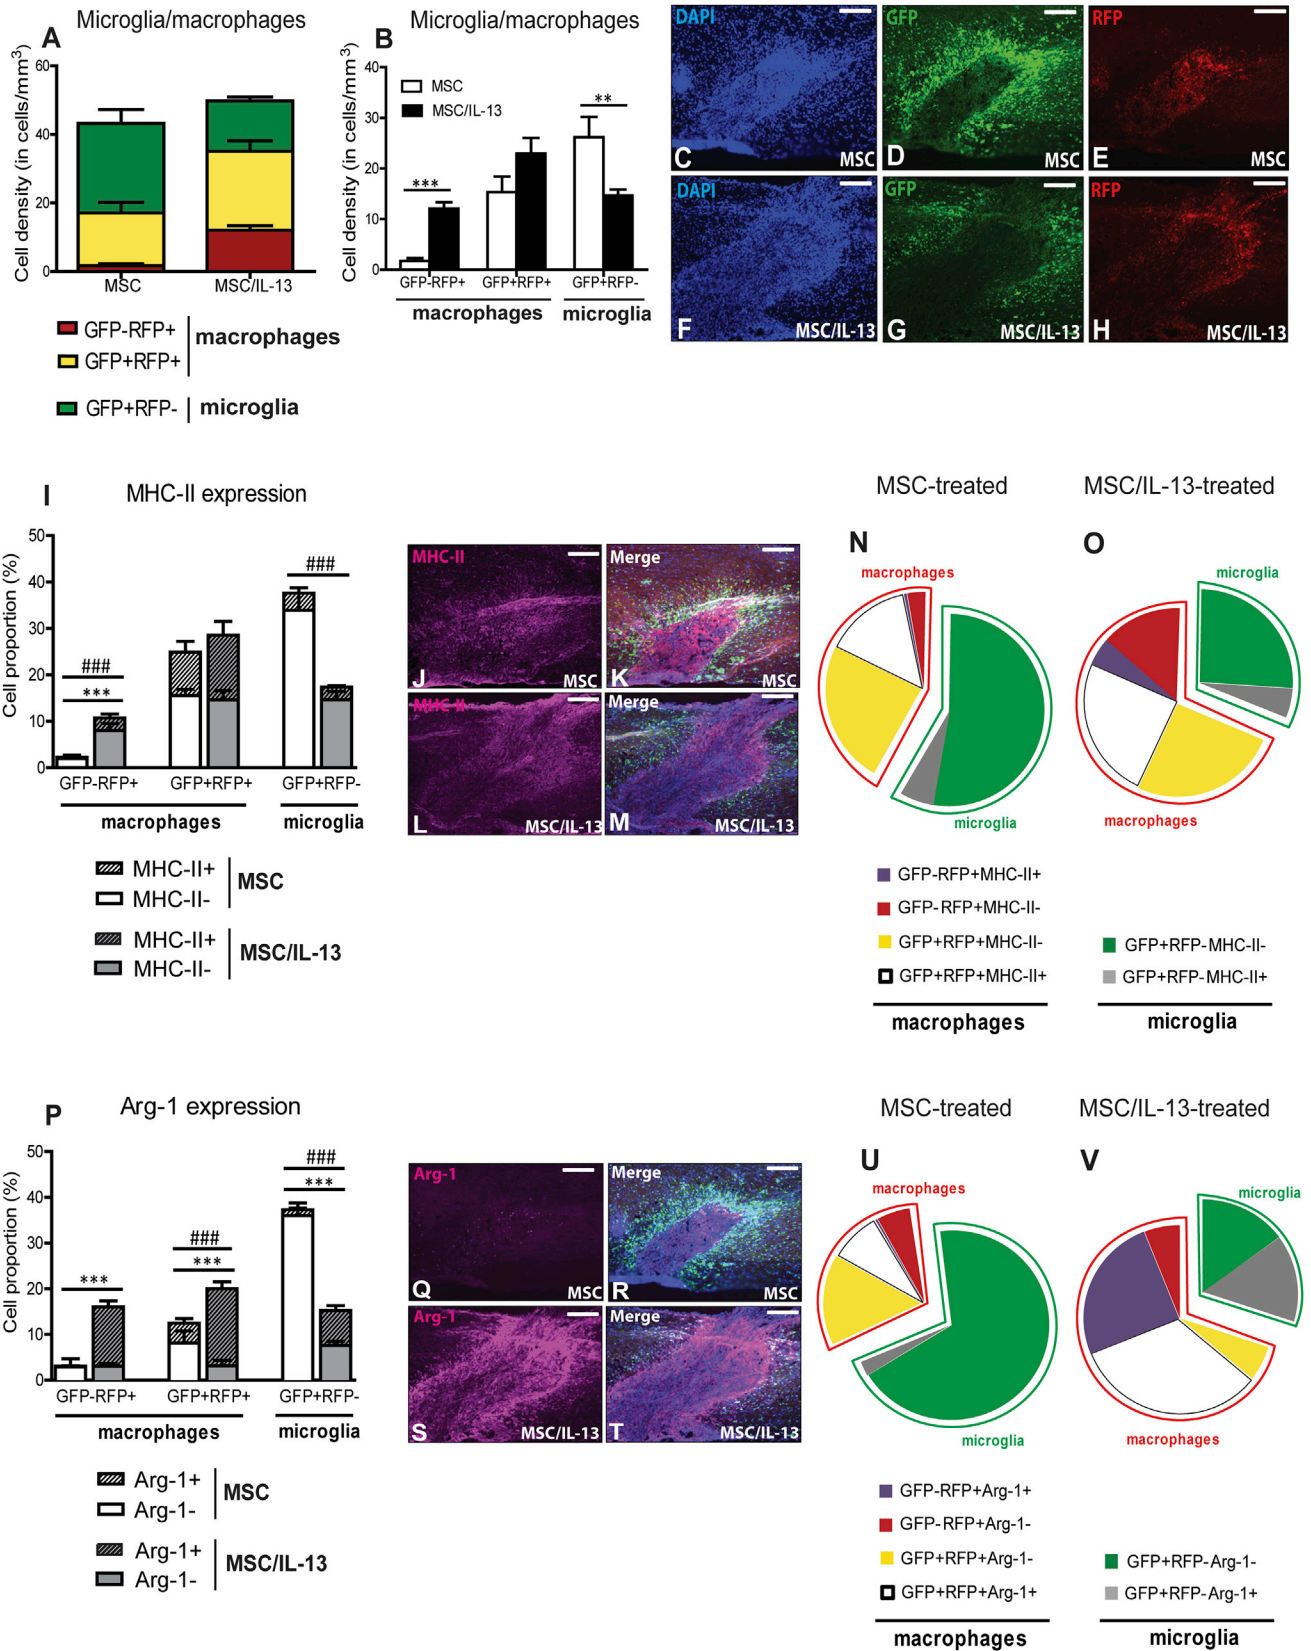 A
Microglia/macrophages
Cell density (in cells/mm3)
60
40
20
0
MSC
MSC/IL-13
GFP-RFP+
GFP+RFP+
macrophages
GFP+RFP-
microglia
B
Microglia/macrophages
Cell density (in cells/mm3)
40
30
20
10
0
MSC
MSC/IL-13
***
**
GFP-RFP+
GFP+RFP+
GFP+RFP-
macrophages
microglia
DAPI
C
MSC
GFP
D
MSC
RFP
E
MSC
DAPI
F
MSC/IL-13
GFP
G
MSC/IL-13
RFP
H
MSC/IL-13
I
MHC-II expression
Cell proportion (%)
50
40
30
20
10
0
###
***
###
GFP-RFP+
GFP+RFP+
GFP+RFP-
macrophages
microglia
MHC-II+
MHC-II-
MSC
MHC-II+
MHC-II-
MSC/IL-13
MHC-II
J
MSC
Merge
K
MSC
MHC-II
L
MSC/IL-13
Merge
M
MSC/IL-13
MSC-treated
MSC/IL-13-treated
N
macrophages
microglia
O
microglia
macrophages
GFP-RFP+MHC-II+
GFP-RFP+MHC-II-
GFP+RFP+MHC-II-
GFP+RFP+MHC-II+
macrophages
GFP+RFP-MHC-II-
GFP+RFP-MHC-II+
microglia
P
Arg-1 expression
Cell proportion (%)
50
40
30
20
10
0
***
###
***
###
***
GFP-RFP+
GFP+RFP+
GFP+RFP-
macrophages
microglia
Arg-1+
Arg-1-
MSC
Arg-1+
Arg-1-
MSC/IL-13
Arg-1
Q
MSC
Merge
R
MSC
Arg-1
S
MSC/IL-13
Merge
T
MSC/IL-13
MSC-treated
MSC/IL-13-treated
U
macrophages
microglia
V
microglia
macrophages
GFP-RFP+Arg-1+
GFP-RFP+Arg-1-
GFP+RFP+Arg-1-
GFP+RFP+Arg-1+
macrophages
GFP+RFP-Arg-1-
GFP+RFP-Arg-1+
microglia